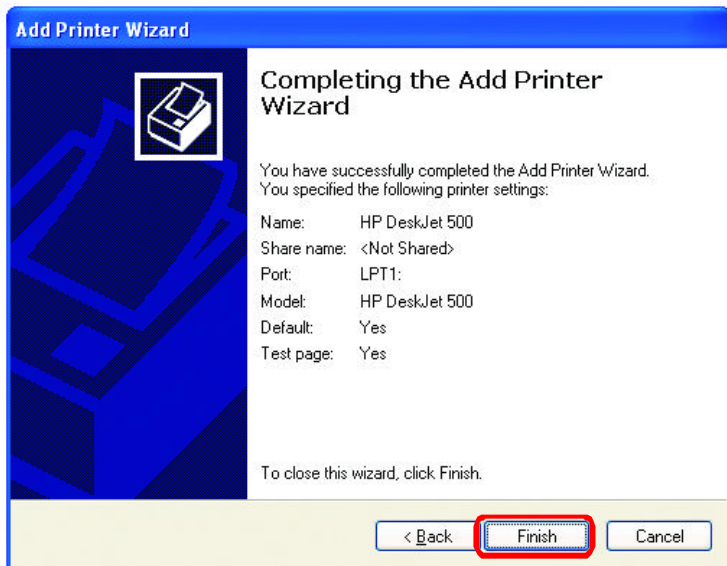 Add Printer Wizard
Completing the Add Printer
Wizard
You have successfully completed the Add Printer Wizard.
You specified the following printer settings:
Name: HP DeskJet 500
Share name: <Not Shared>
Port: LPT1:
Model: HP DeskJet 500
Default: Yes
Test page: Yes
To close this wizard, click Finish.
< Back Finish Cancel